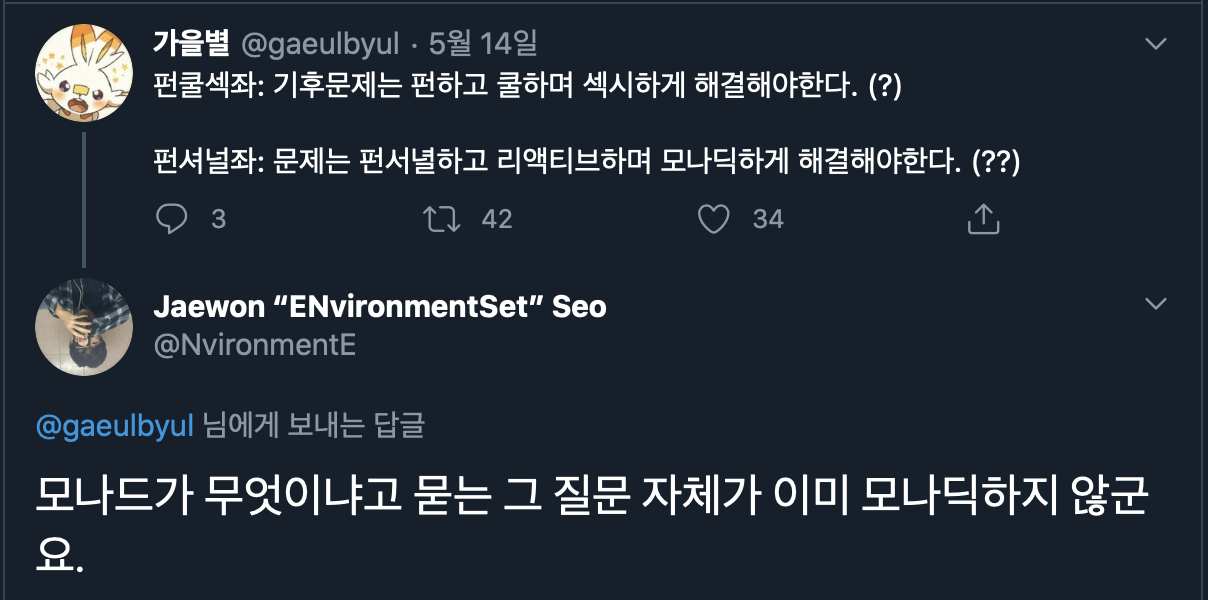 가을별 @gaeulbyul · 5월 14일
펀쿨섹좌: 기후문제는 펀하고 쿨하며 섹시하게 해결해야한다. (?)
펀셔널좌: 문제는 펀서녈하고 리액티브하며 모나딕하게 해결해야한다. (??)
3 42 34
Jaewon “ENvironmentSet” Seo
@NvironmentE
@gaeulbyul 님에게 보내는 답글
모나드가 무엇이냐고 묻는 그 질문 자체가 이미 모나딕하지 않군
요.